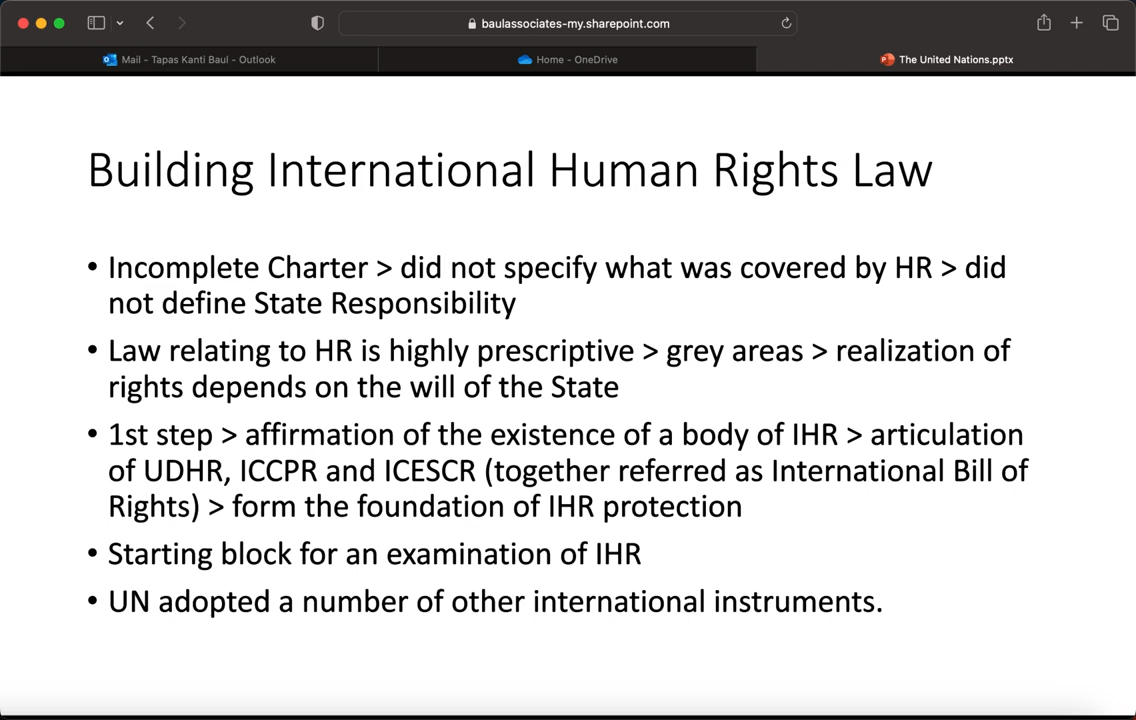 baulassociates-my.sharepoint.com
Mail - Tapas Kanti Baul - Outlook
Home - OneDrive
The United Nations.pptx
Building International Human Rights Law
• Incomplete Charter > did not specify what was covered by HR > did
not define State Responsibility
• Law relating to HR is highly prescriptive > grey areas > realization of
rights depends on the will of the State
• 1st step > affirmation of the existence of a body of IHR > articulation
of UDHR, ICCPR and ICESCR (together referred as International Bill of
Rights) > form the foundation of IHR protection
• Starting block for an examination of IHR
• UN adopted a number of other international instruments.